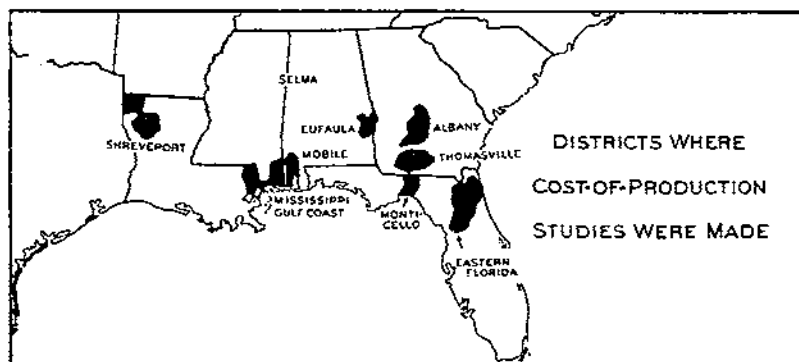 SELMA
EUFAULA
ALBANY
SHREVEPORT
MOBILE
THOMASVILLE
MISSISSIPPI
GULF COAST
MONTI-
CELLO
EASTERN
FLORIDA
DISTRICTS WHERE
COST-OF-PRODUCTION
STUDIES WERE MADE